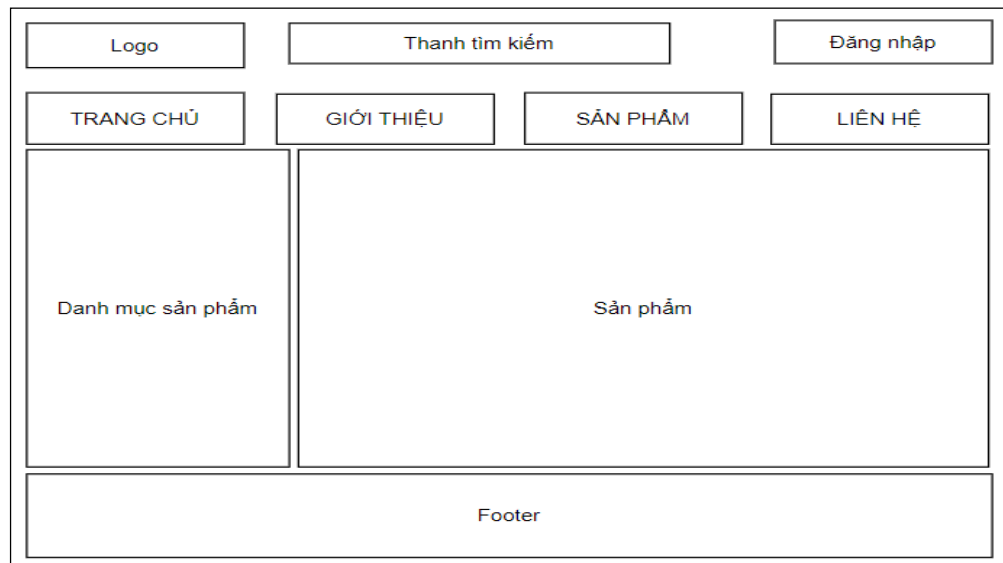 Logo
Thanh tìm kiếm
Đăng nhập
TRANG CHỦ
GIỚI THIỆU
SẢN PHẨM
LIÊN HỆ
Danh mục sản phẩm
Sản phẩm
Footer